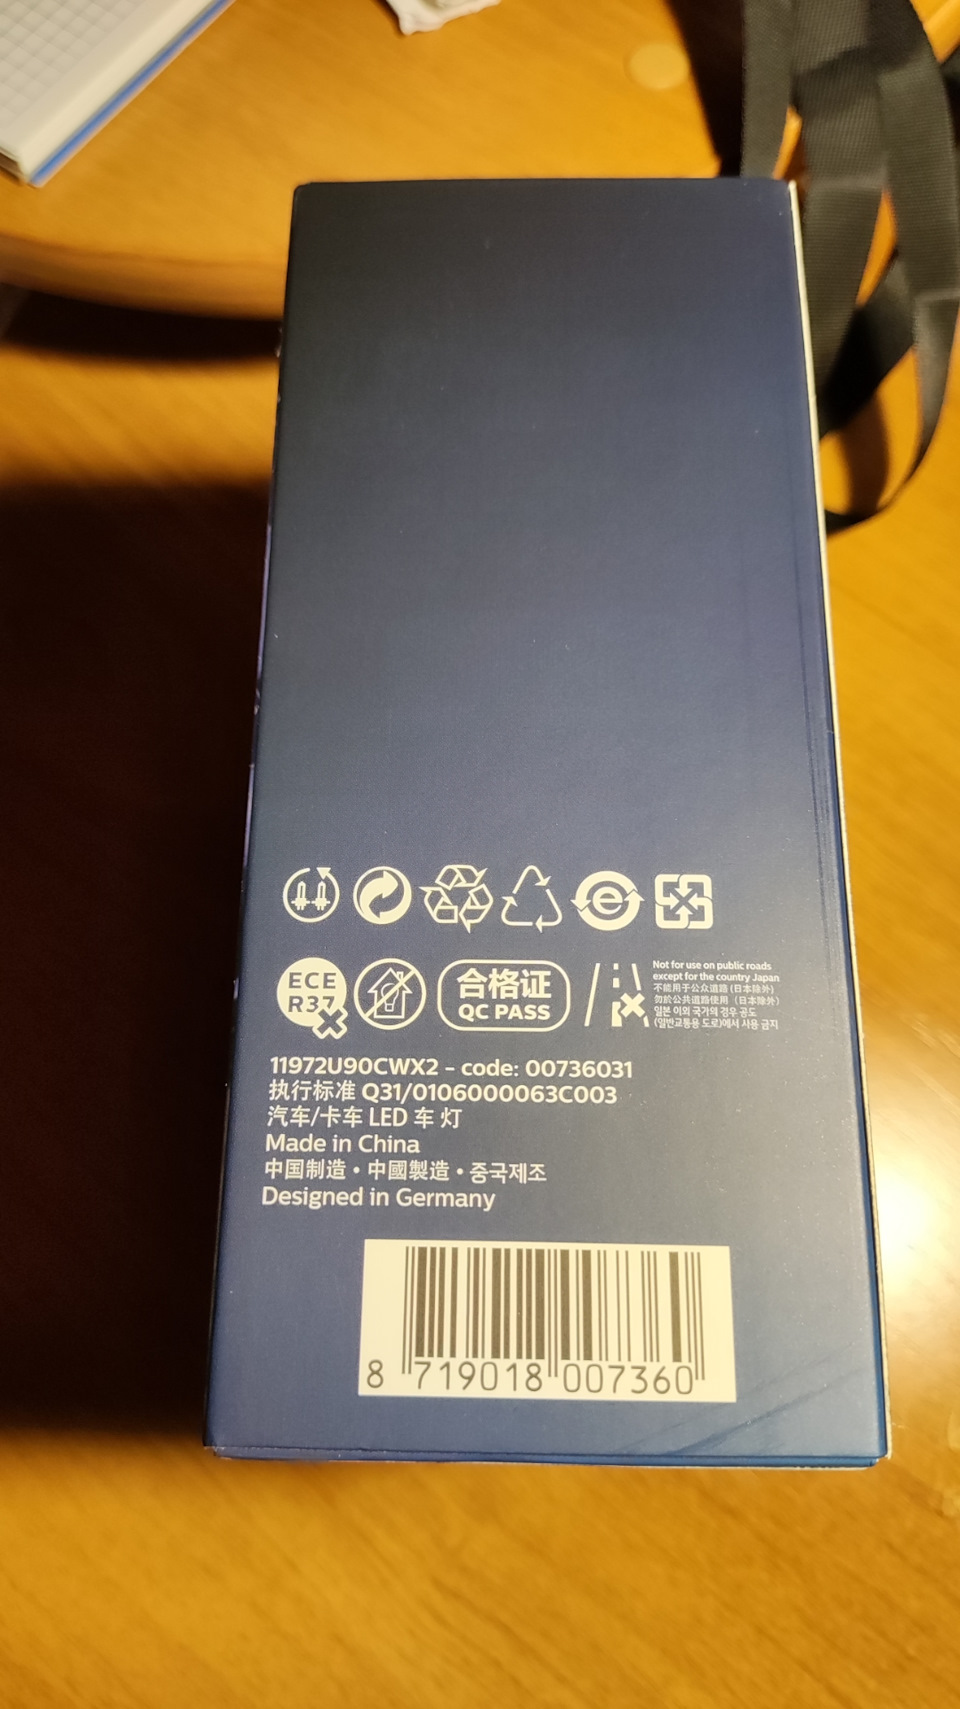 ECE
R37
合格证
QC PASS
Not for use on public roads
except for the country Japan
不能用于公众道路 (日本除外)
勿於公共道路使用 (日本除外)
일본 이외 국가의 경우 공도
(일반교통용 도로)에서 사용 금지
11972U90CWX2 - code: 00736031
执行标准 Q31/0106000063C003
汽车/卡车 LED 车 灯
Made in China
中国制造 • 中國製造 • 중국제조
Designed in Germany
8 719018 007360